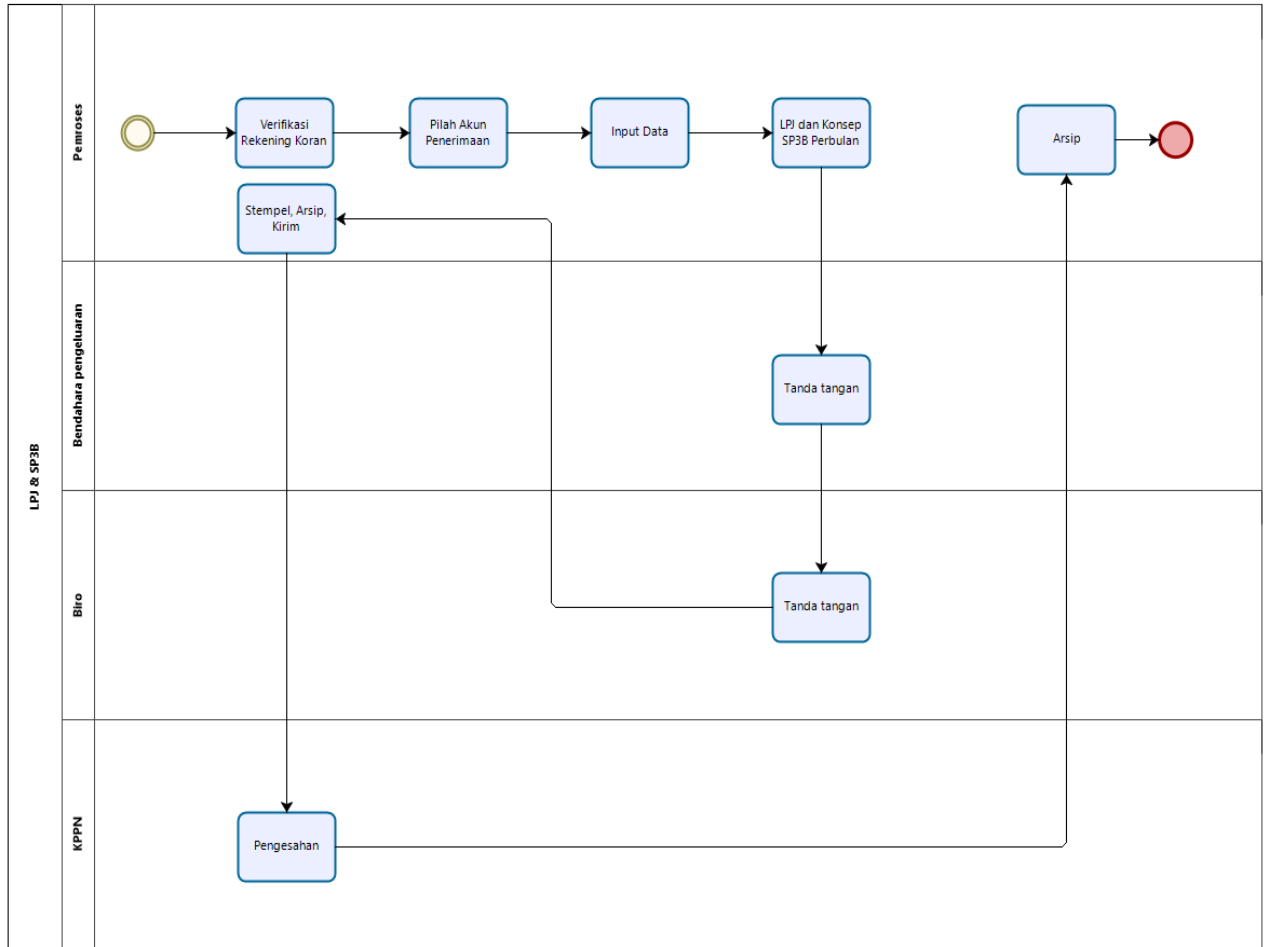 LPJ & SP3B
Pemroses
Verifikasi
Rekening Koran
Pilah Akun
Penerimaan
Input Data
LPJ dan Konsep
SP3B Perbulan
Arsip
Stempel, Arsip,
Kirim
Bendahara pengeluaran
Tanda tangan
Biro
Tanda tangan
KPPN
Pengesahan